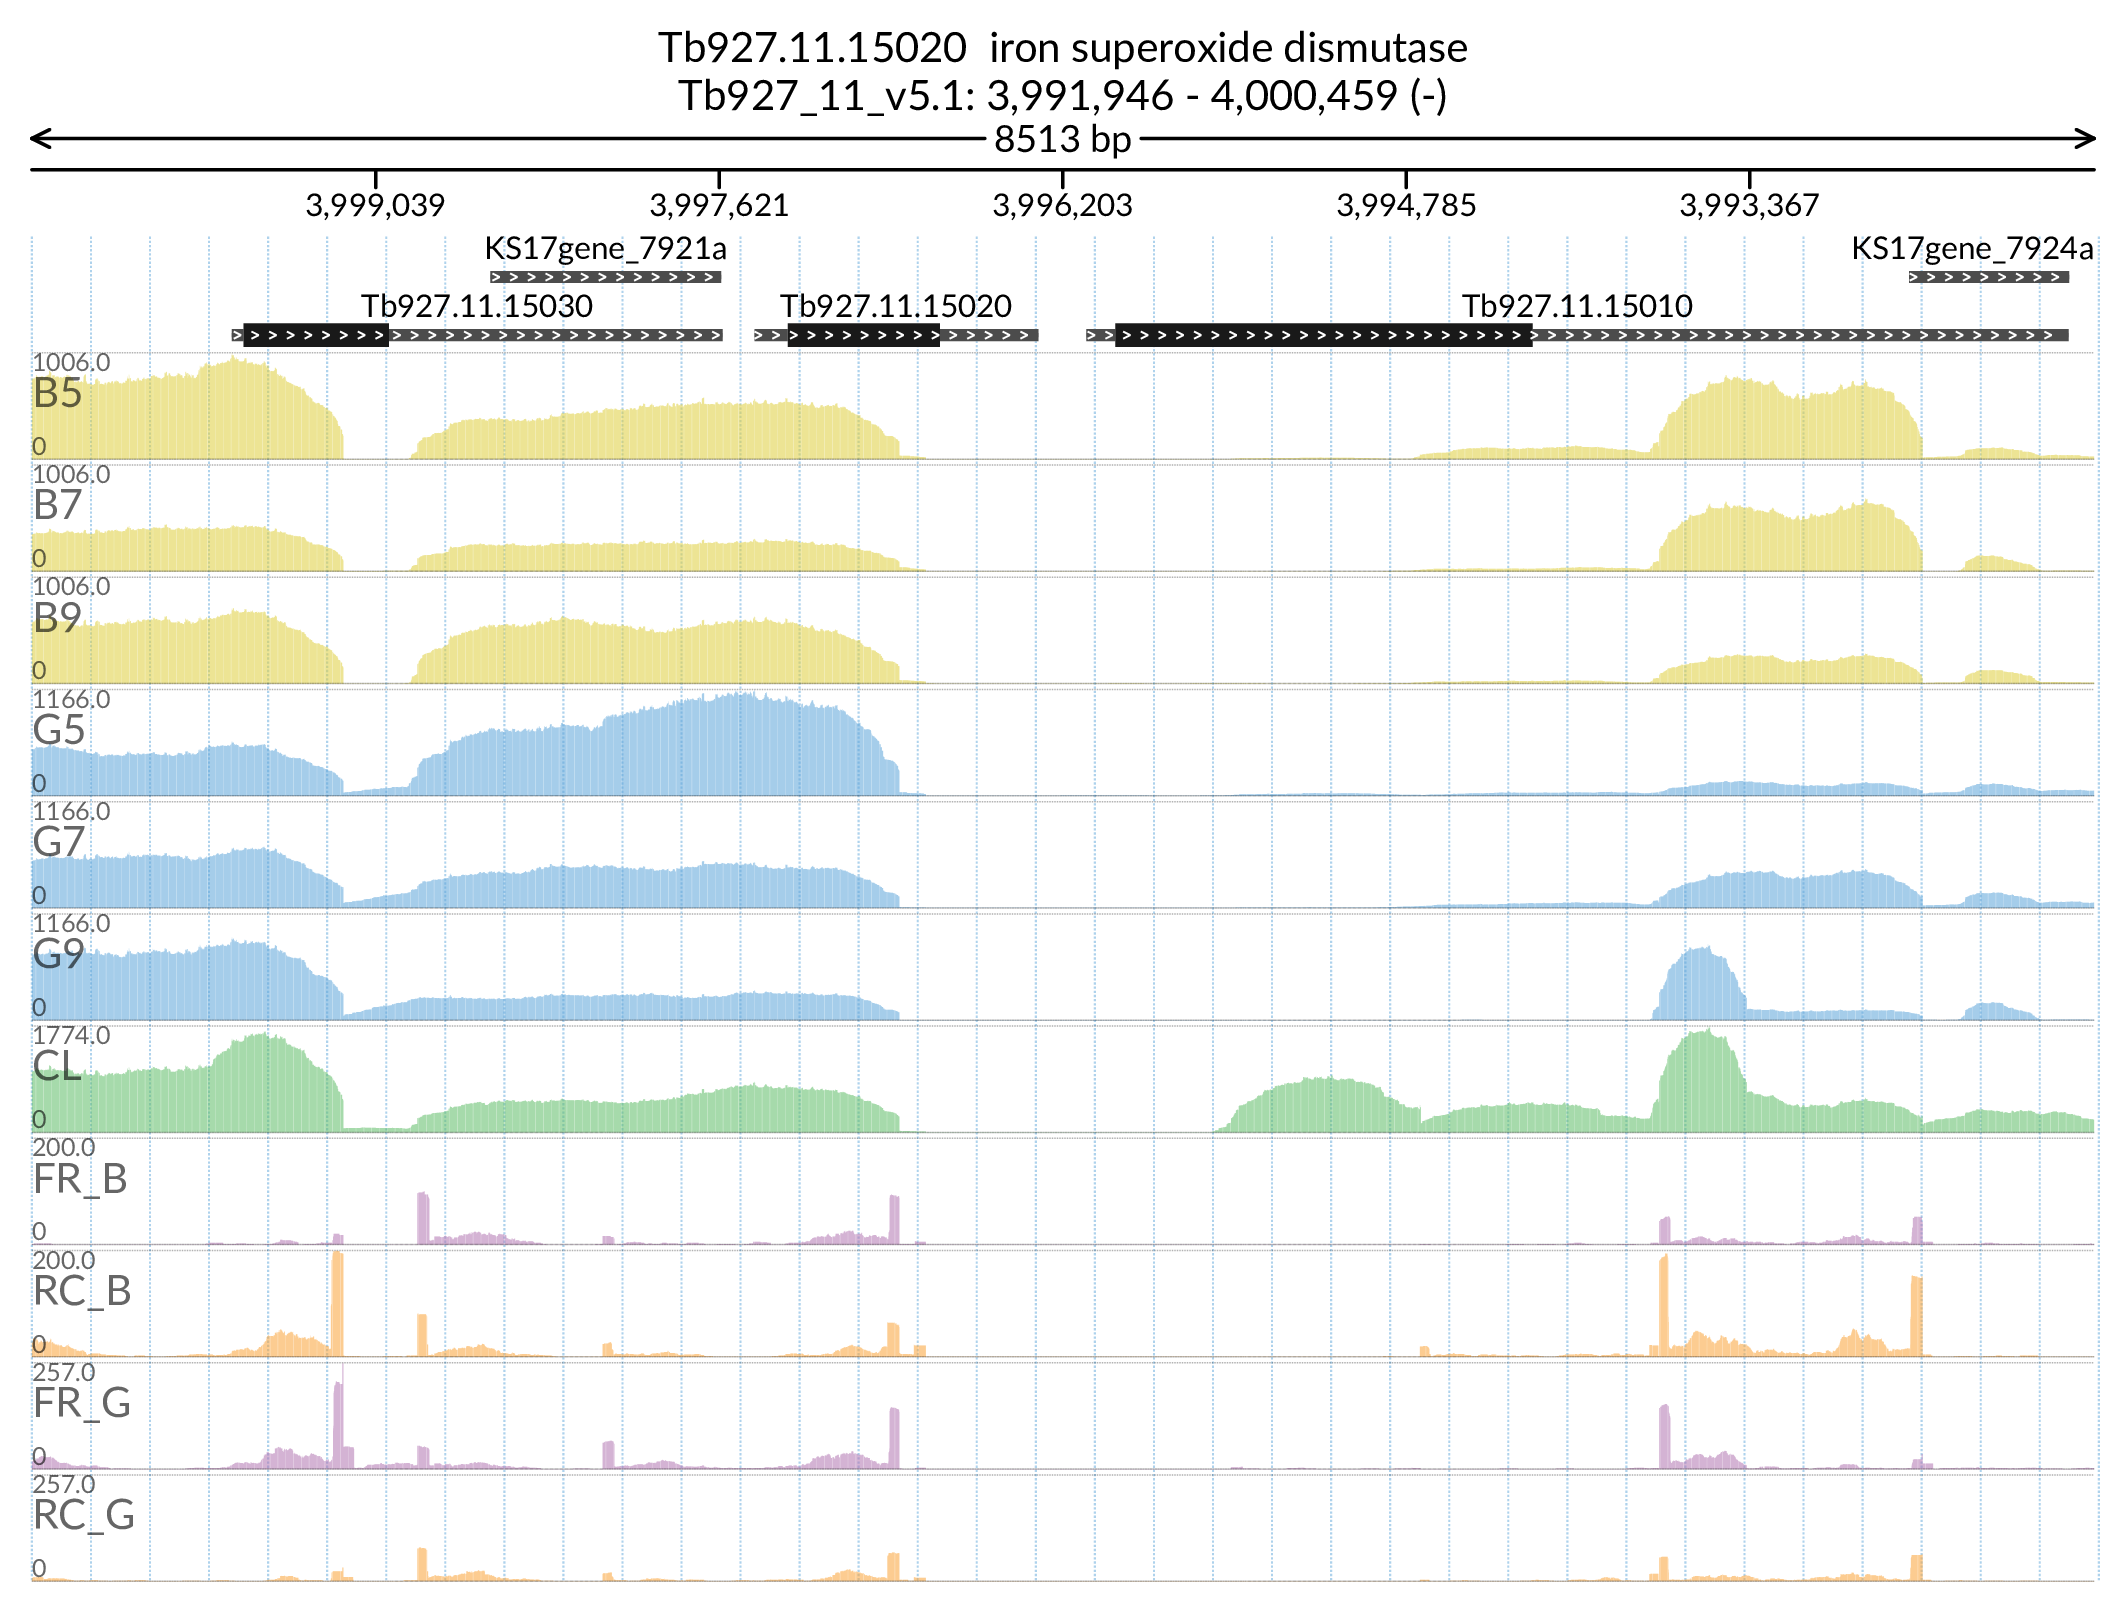 Tb927.11.15020  iron superoxide dismutase
Tb927_11_v5.1: 3,991,946 - 4,000,459 (-)
8513 bp
3,999,039 3,997,621 3,996,203 3,994,785 3,993,367
KS17gene_7921a KS17gene_7924a
Tb927.11.15030 Tb927.11.15020 Tb927.11.15010
1006.0
B5
0
1006.0
B7
0
1006.0
B9
0
1166.0
G5
0
1166.0
G7
0
1166.0
G9
0
1774.0
CL
0
200.0
FR_B
0
200.0
RC_B
0
257.0
FR_G
0
257.0
RC_G
0